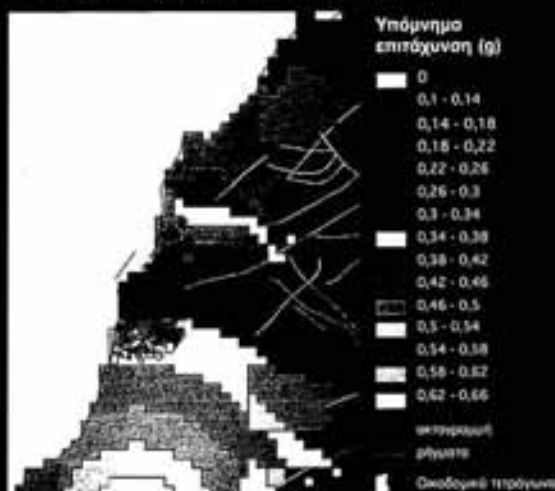 Υπόμνημα
επιτάχυνση (g)
0
0,1 - 0,14
0,14 - 0,18
0,18 - 0,22
0,22 - 0,26
0,26 - 0,3
0,3 - 0,34
0,34 - 0,38
0,38 - 0,42
0,42 - 0,46
0,46 - 0,5
0,5 - 0,54
0,54 - 0,58
0,58 - 0,62
0,62 - 0,66
ακτογραμμή
ρήγματα
Οικοδομικά τετράγωνα